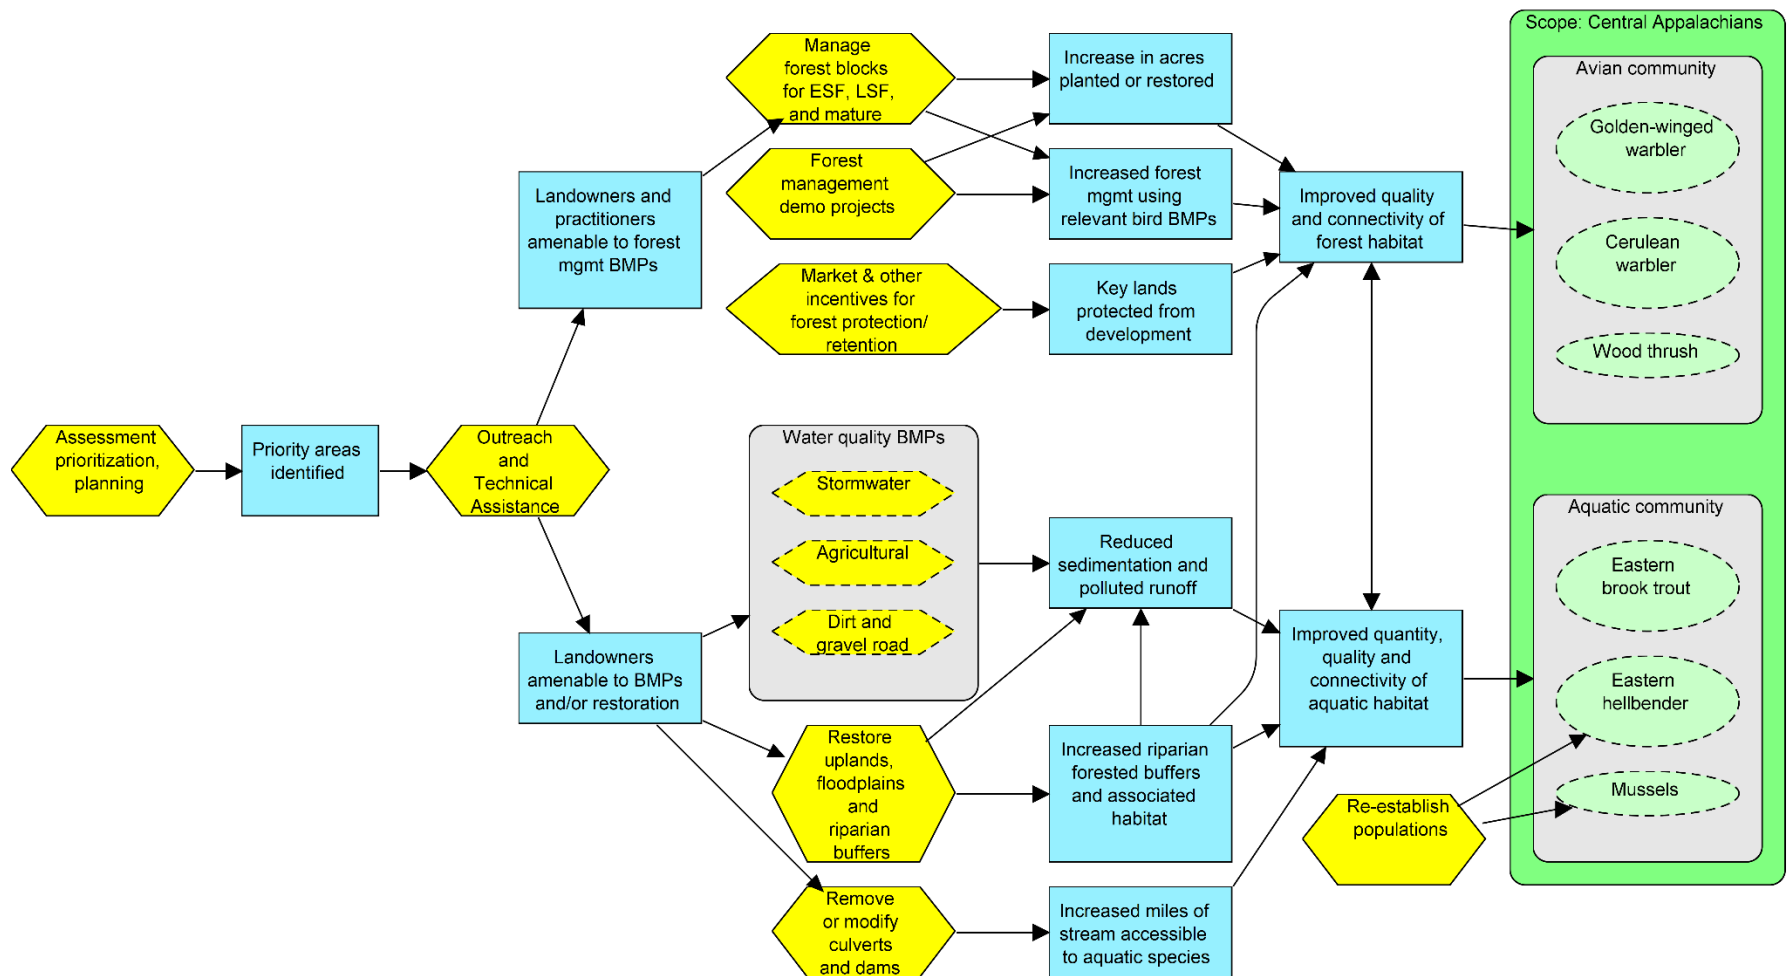 Scope: Central Appalachians
Manage
forest blocks
for ESF, LSF,
and mature
Increase in acres
planted or restored
Avian community
Golden-winged
warbler
Forest
management
demo projects
Increased forest
mgmt using
relevant bird BMPs
Landowners and
practitioners
amenable to forest
mgmt BMPs
Improved quality
and connectivity of
forest habitat
Cerulean
warbler
Market & other
incentives for
forest protection/
retention
Key lands
protected from
development
Wood thrush
Assessment
prioritization,
planning
Priority areas
identified
Outreach
and
Technical
Assistance
Water quality BMPs
Stormwater
Agricultural
Dirt and
gravel road
Reduced
sedimentation and
polluted runoff
Aquatic community
Eastern
brook trout
Landowners
amenable to BMPs
and/or restoration
Improved quantity,
quality and
connectivity of
aquatic habitat
Eastern
hellbender
Restore
uplands,
floodplains
and
riparian
buffers
Increased riparian
forested buffers
and associated
habitat
Re-establish
populations
Mussels
Remove
or modify
culverts
and dams
Increased miles of
stream accessible
to aquatic species